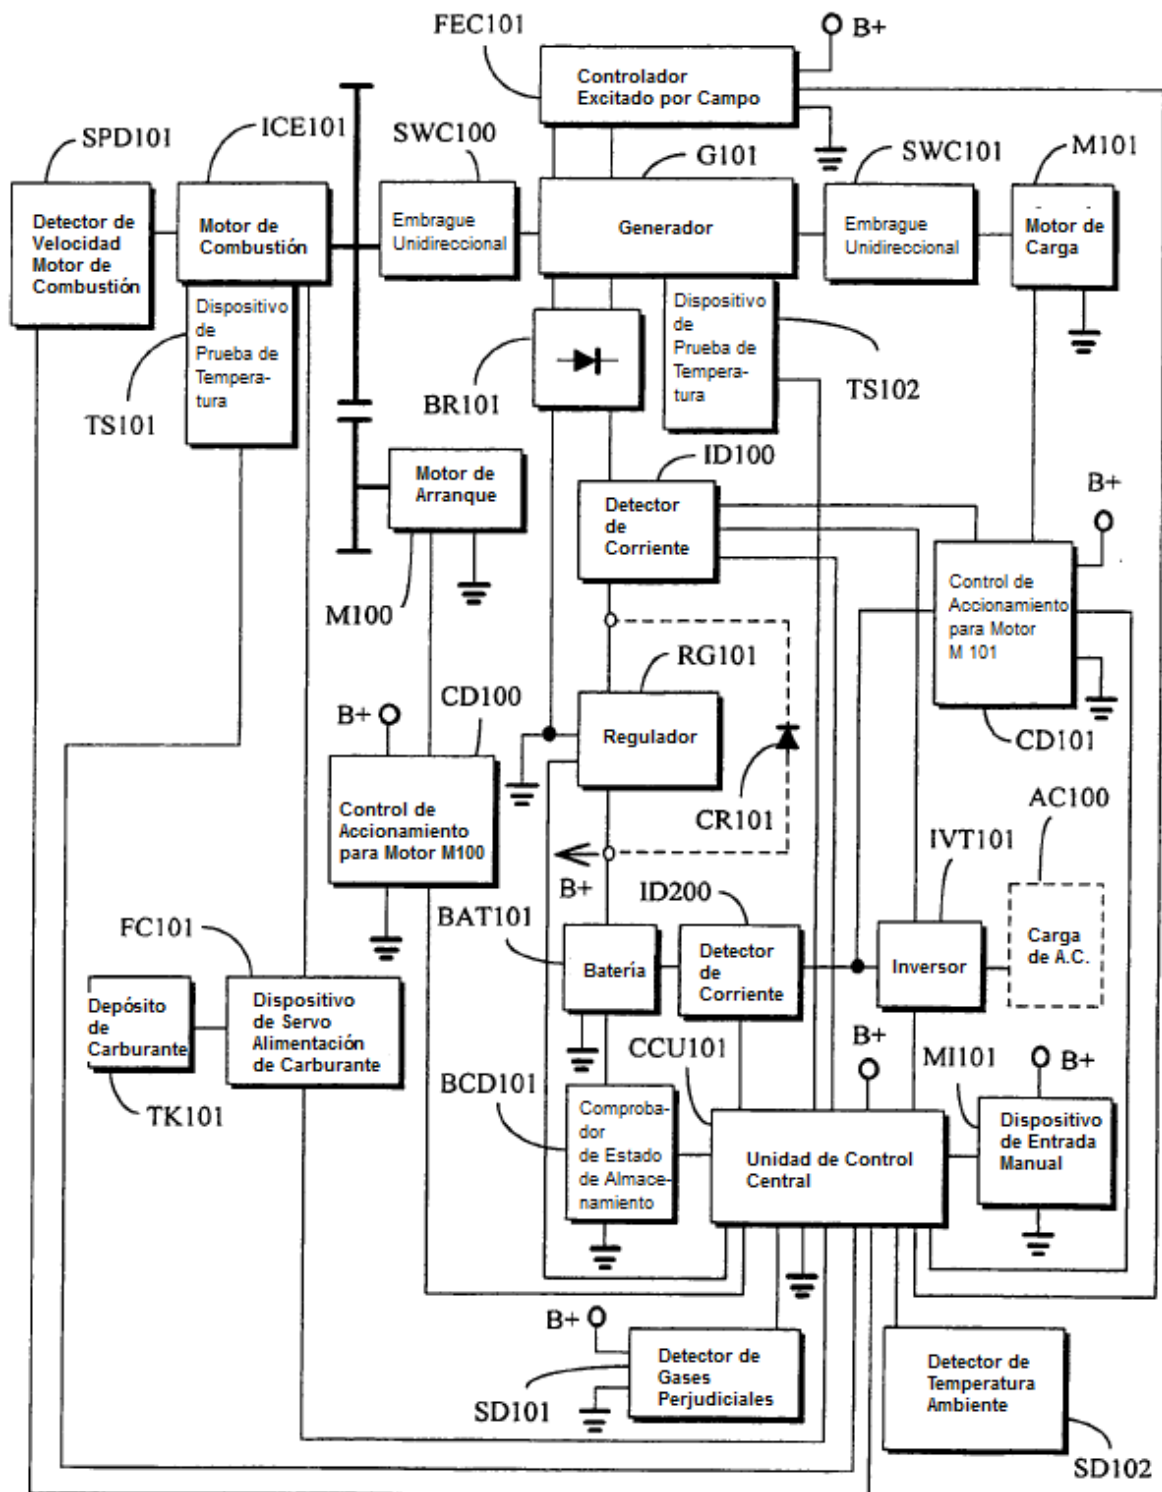 FEC101
B+
Controlador
Excitado por Campo
SPD101
ICE101
SWC100
G101
SWC101
M101
Detector de
Velocidad
Motor de
Combustión
Motor de
Combustión
Embrague
Unidireccional
Generador
Embrague
Unidireccional
Motor de
Carga
Dispositivo
de
Prueba de
Tempera-
tura
TS101
BR101
Dispositivo
de
Prueba de
Tempera-
tura
TS102
Motor de
Arranque
M100
ID100
Detector
de
Corriente
B+
Control de
Accionamiento
para Motor
M 101
CD101
RG101
Regulador
CR101
B+
CD100
Control de
Accionamiento
para Motor M100
B+
AC100
IVT101
Carga
de A.C.
BAT101
Batería
ID200
Detector
de
Corriente
Inversor
FC101
Depósito
de
Carburante
TK101
Dispositivo
de Servo
Alimentación
de Carburante
BCD101
Comproba-
dor
de Estado
de Almace-
namiento
CCU101
B+
Unidad de Control
Central
MI101
B+
Dispositivo
de Entrada
Manual
B+
Detector de
Gases
Perjudiciales
SD101
Detector de
Temperatura
Ambiente
SD102